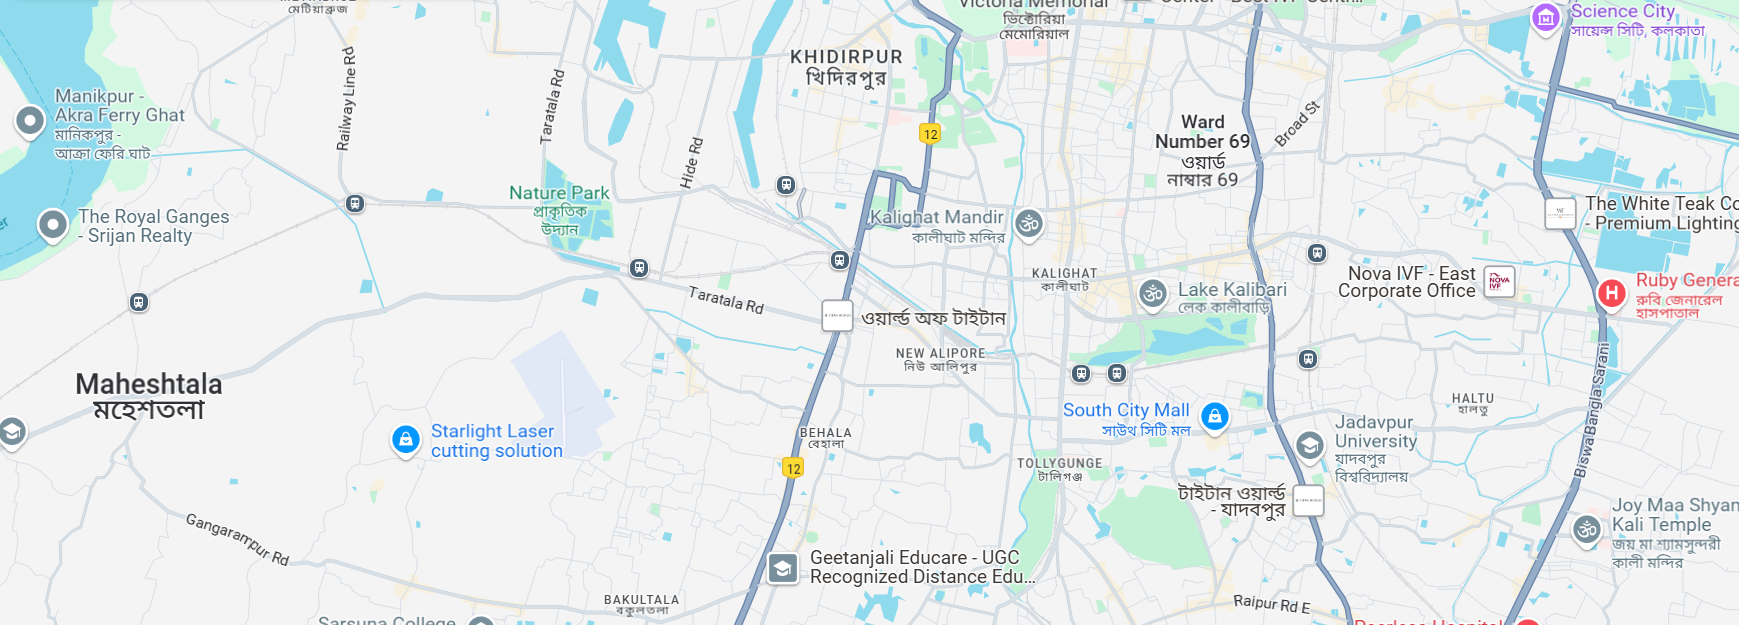 মেটিয়াব্রুজ
Victoria Memorial
ভিক্টোরিয়া
মেমোরিয়াল
Science City
সায়েন্স সিটি, কলকাতা
KHIDIRPUR
খিদিরপুর
Railway Line Rd
Taratala Rd
Manikpur -
Akra Ferry Ghat
মানিকপুর -
আক্রা ফেরি ঘাট
12
Ward
Number 69
ওয়ার্ড
নাম্বার 69
Broad St
Hide Rd
Nature Park
প্রাকৃতিক
উদ্যান
The Royal Ganges
- Srijan Realty
Kalighat Mandir
কালীঘাট মন্দির
The White Teak Co
- Premium Lighting
KALIGHAT
কালীঘাট
Nova IVF - East
Corporate Office
NOVA
IVF
Lake Kalibari
লেক কালীবাড়ি
Ruby Genera
রুবি জেনারেল
হাসপাতাল
Taratala Rd
ওয়ার্ল্ড অফ টাইটান
NEW ALIPORE
নিউ আলিপুর
Maheshtala
মহেশতলা
Biswa Bangla Sarani
HALTU
হালতু
South City Mall
সাউথ সিটি মল
Jadavpur
University
যাদবপুর
বিশ্ববিদ্যালয়
Starlight Laser
cutting solution
BEHALA
বেহালা
12
TOLLYGUNGE
টালিগঞ্জ
টাইটান ওয়ার্ল্ড
- যাদবপুর
Gangarampur Rd
Joy Maa Shyam
Kali Temple
জয় মা শ্যামসুন্দরী
কালী মন্দির
Geetanjali Educare - UGC
Recognized Distance Edu...
BAKULTALA
বকুলতলা
Raipur Rd E
Sarsuna College
Peerless Hospital